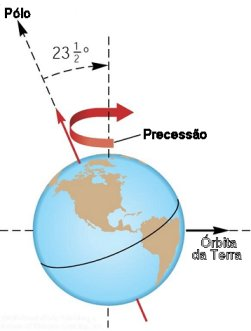 Pólo
23 1/2 °
Precessão
Órbita
da Terra